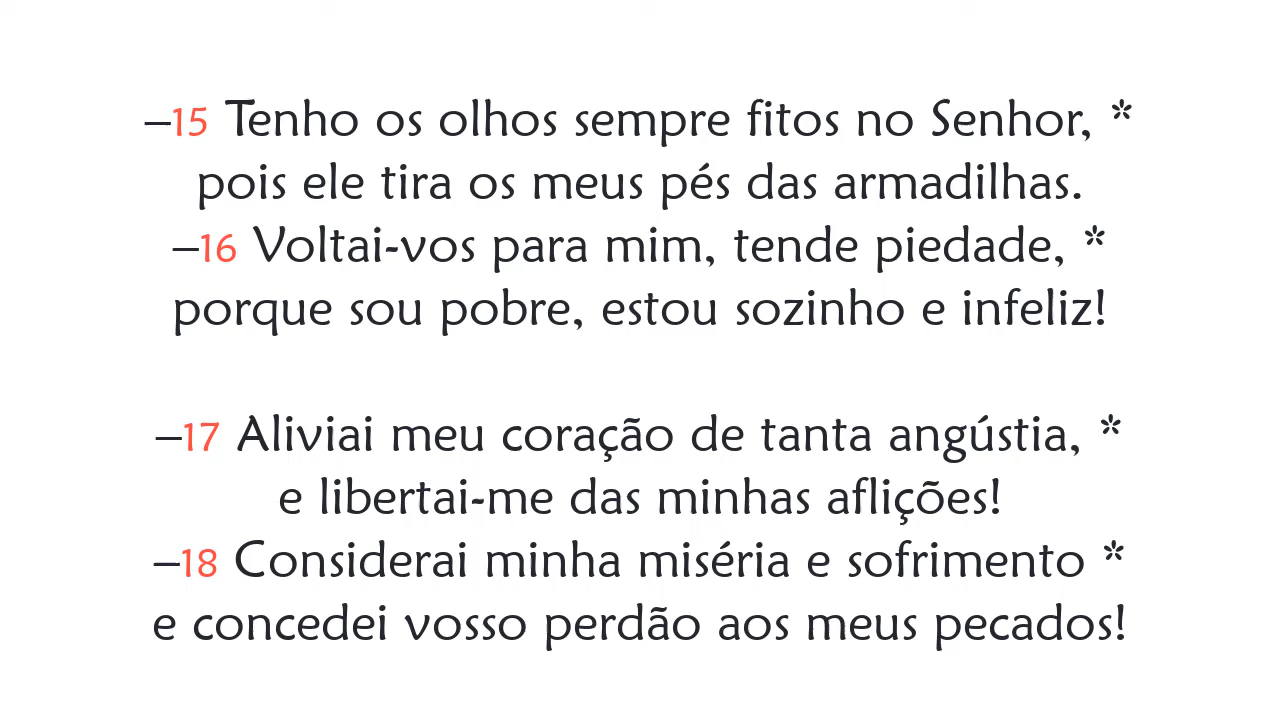 –15 Tenho os olhos sempre fitos no Senhor, *
pois ele tira os meus pés das armadilhas.
–16 Voltai-vos para mim, tende piedade, *
porque sou pobre, estou sozinho e infeliz!
–17 Aliviai meu coração de tanta angústia, *
e libertai-me das minhas aflições!
–18 Considerai minha miséria e sofrimento *
e concedei vosso perdão aos meus pecados!